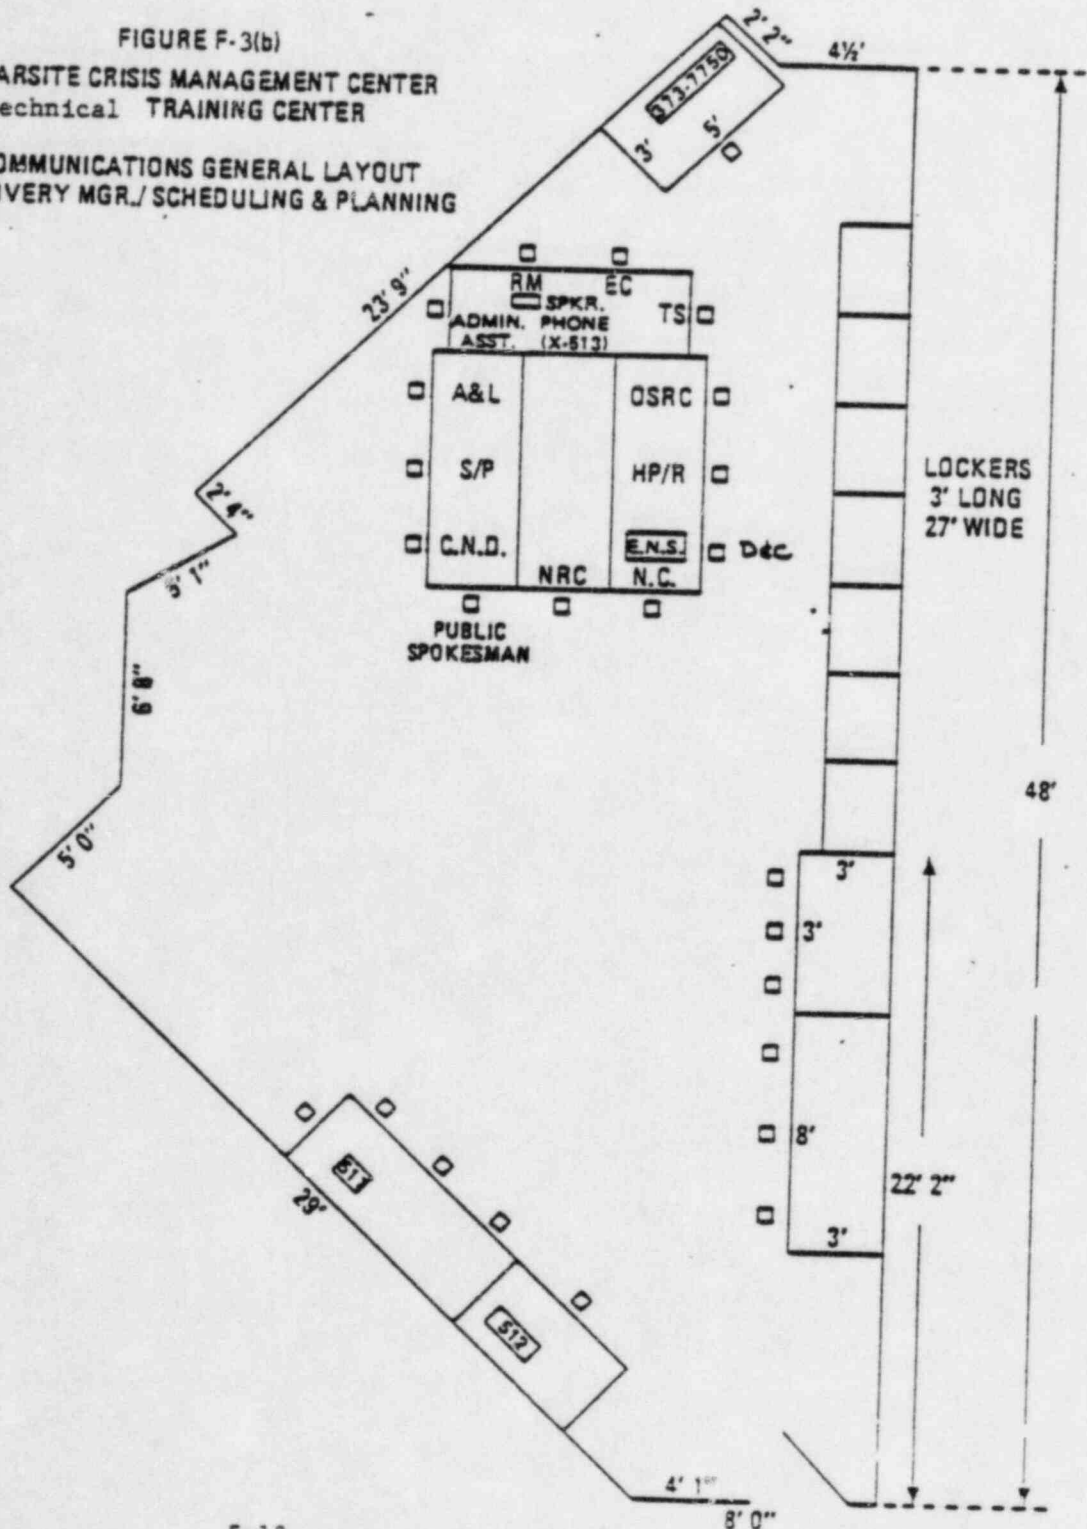 FIGURE F-3(b)
ARSITE CRISIS MANAGEMENT CENTER
echnical TRAINING CENTER
OMMUNICATIONS GENERAL LAYOUT
IVERY MGR./ SCHEDULING & PLANNING
2' 2"
4½'
373-7750
3'
5'
23' 9"
RM
EC
SPKR.
TS
ADMIN. PHONE
ASST. (X-513)
A&L
OSRC
S/P
HP/R
LOCKERS
3' LONG
27' WIDE
2' 4"
C.N.D.
E.N.S.
D&C
NRC
N.C.
PUBLIC
SPOKESMAN
6' 8"
48'
5' 0"
3'
3'
511
8'
29'
22' 2"
3'
512
4' 1"
8' 0"